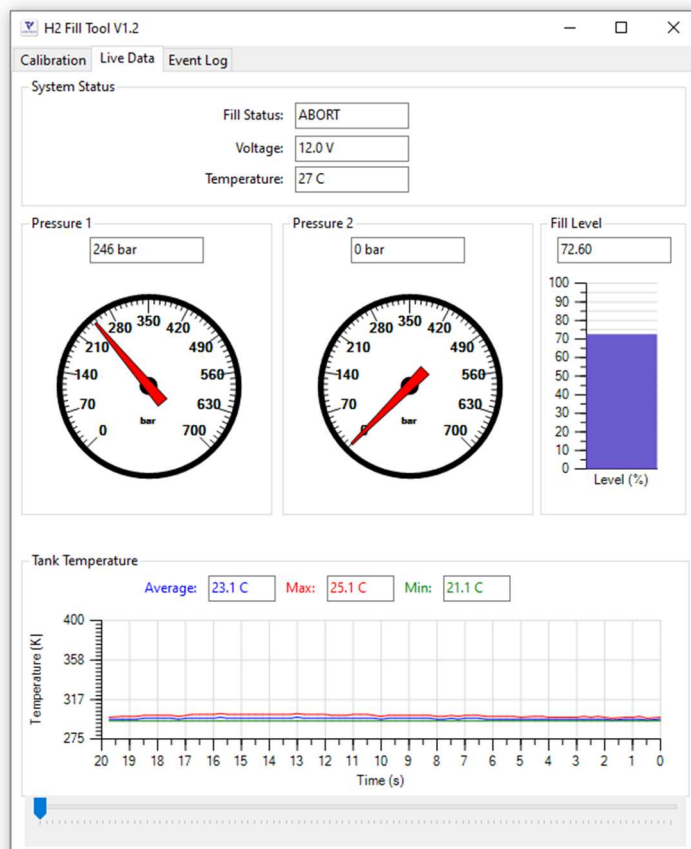 H2 Fill Tool V1.2
Calibration Live Data Event Log
System Status
Fill Status: ABORT
Voltage: 12.0 V
Temperature: 27 C
Pressure 1
246 bar
0 70 140 210 280 350 420 490 560 630 700
bar
Pressure 2
0 bar
0 70 140 210 280 350 420 490 560 630 700
bar
Fill Level
72.60
100
90
80
70
60
50
40
30
20
10
0
Level (%)
Tank Temperature
Average: 23.1 C Max: 25.1 C Min: 21.1 C
Temperature (K|
400
358
317
275
20 19 18 17 16 15 14 13 12 11 10 9 8 7 6 5 4 3 2 1 0
Time (s)